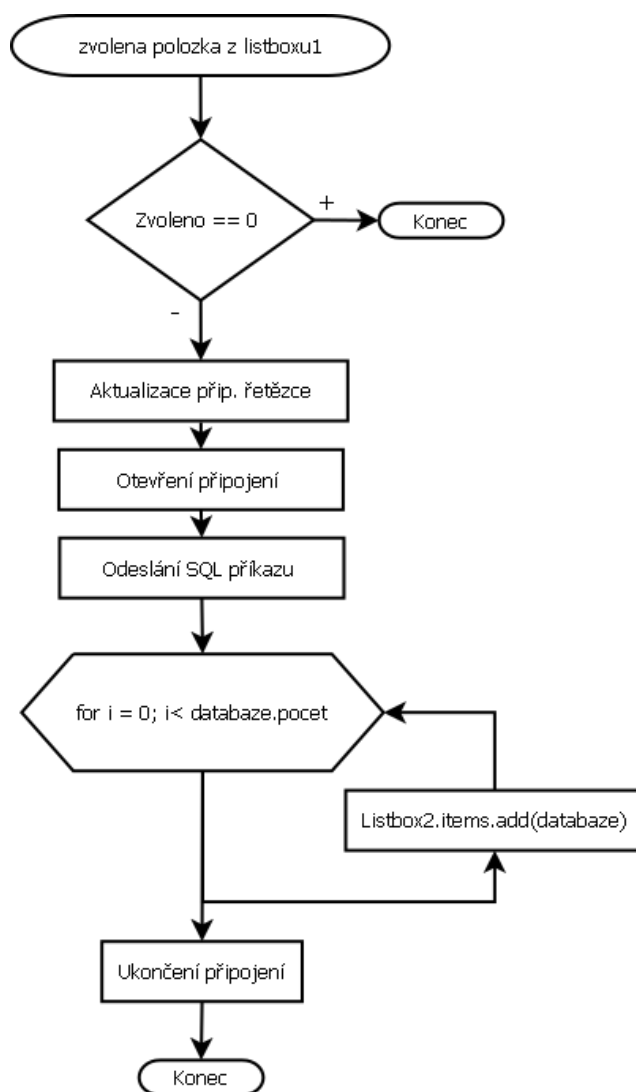 zvolena polozka z listboxu1
Zvoleno == 0
+
Konec
-
Aktualizace přip. řetězce
Otevření připojení
Odeslání SQL příkazu
for i = 0; i< databaze.pocet
Listbox2.items.add(databaze)
Ukončení připojení
Konec